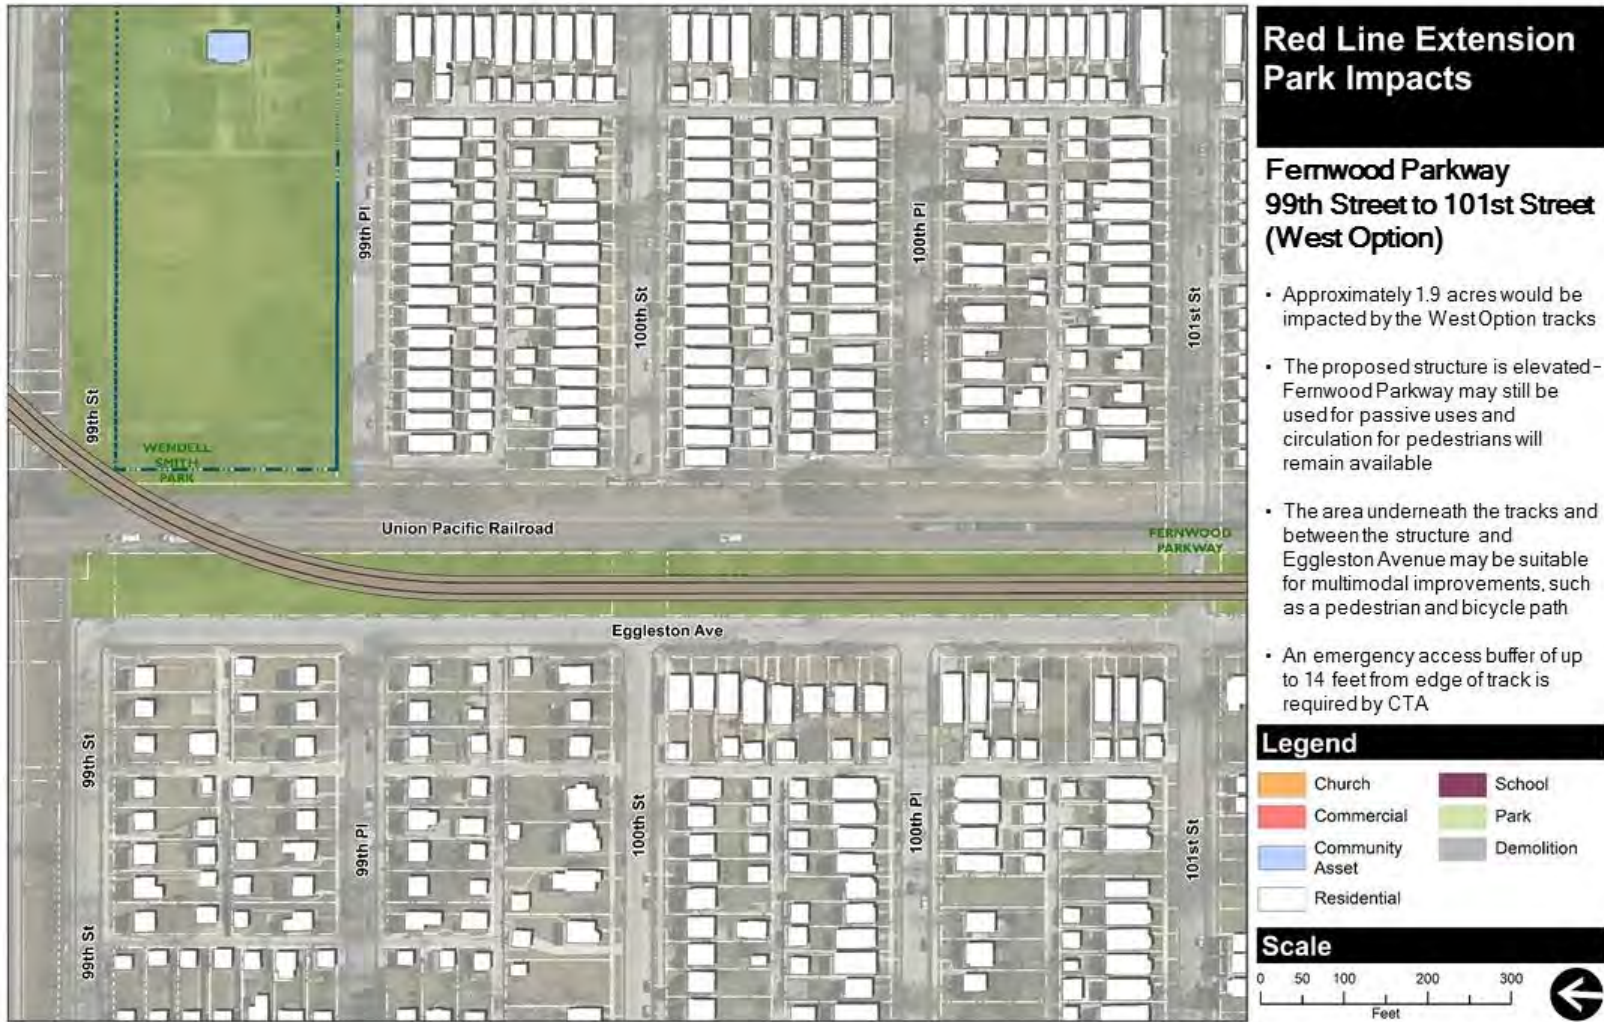 Red Line Extension
Park Impacts
Fernwood Parkway
99th Street to 101st Street
(West Option)
• Approximately 1.9 acres would be
impacted by the West Option tracks
• The proposed structure is elevated -
Fernwood Parkway may still be
used for passive uses and
circulation for pedestrians will
remain available
• The area underneath the tracks and
between the structure and
Eggleston Avenue may be suitable
for multimodal improvements, such
as a pedestrian and bicycle path
• An emergency access buffer of up
to 14 feet from edge of track is
required by CTA
Legend
Church
School
Commercial
Park
Community
Asset
Demolition
Residential
Scale
0 50 100 200 300
Feet
99th Pl
100th St
100th Pl
101st St
99th St
WENDELL
SMITH
PARK
Union Pacific Railroad
FERNWOOD
PARKWAY
Eggleston Ave
99th St
99th Pl
100th St
100th Pl
101st St
99th St